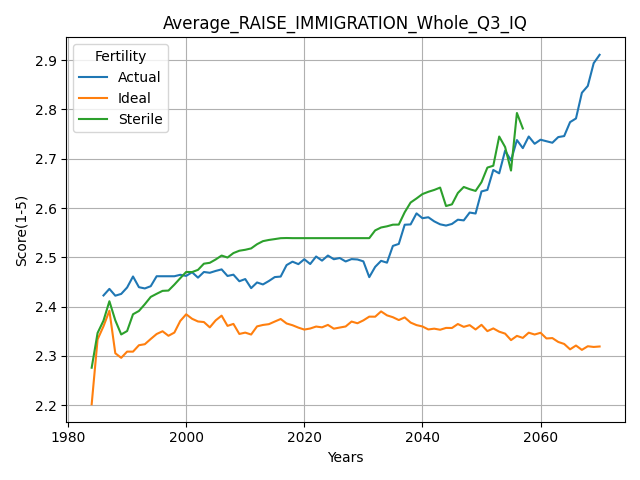 Average_RAISE_IMMIGRATION_Whole_Q3_IQ
Fertility
Actual
Ideal
Sterile
Score(1-5)
2.9
2.8
2.7
2.6
2.5
2.4
2.3
2.2
1980
2000
2020
2040
2060
Years